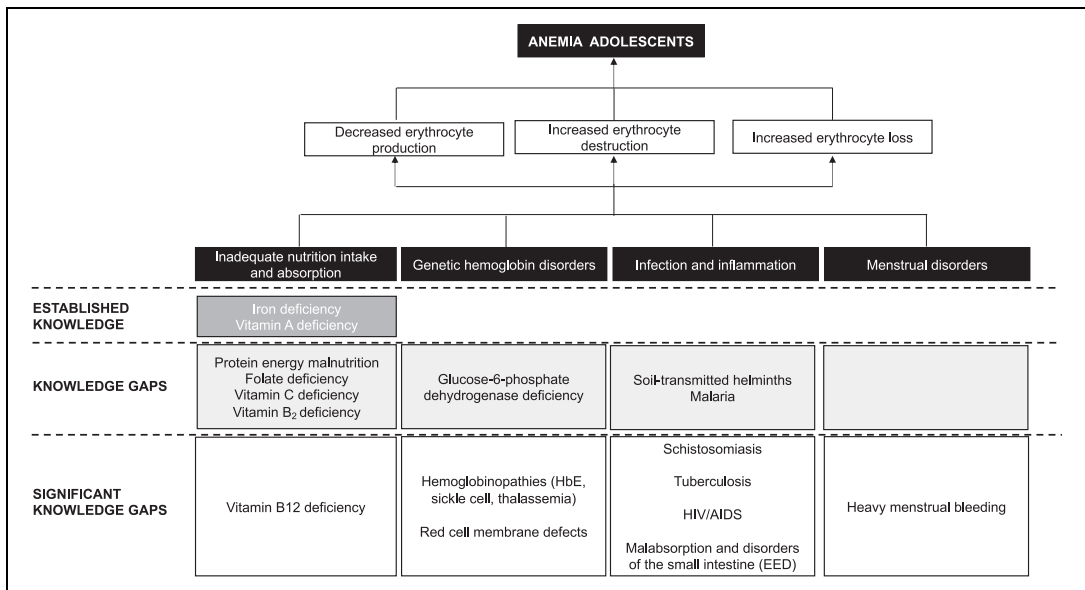 ANEMIA ADOLESCENTS
Decreased erythrocyte
production
Increased erythrocyte
destruction
Increased erythrocyte loss
Inadequate nutrition intake
and absorption
Genetic hemoglobin disorders
Infection and inflammation
Menstrual disorders
ESTABLISHED
KNOWLEDGE
Iron deficiency
Vitamin A deficiency
KNOWLEDGE GAPS
Protein energy malnutrition
Folate deficiency
Vitamin C deficiency
Vitamin B₂ deficiency
Glucose-6-phosphate
dehydrogenase deficiency
Soil-transmitted helminths
Malaria
SIGNIFICANT
KNOWLEDGE GAPS
Vitamin B12 deficiency
Hemoglobinopathies (HbE,
sickle cell, thalassemia)
Red cell membrane defects
Schistosomiasis
Tuberculosis
HIV/AIDS
Malabsorption and disorders
of the small intestine (EED)
Heavy menstrual bleeding